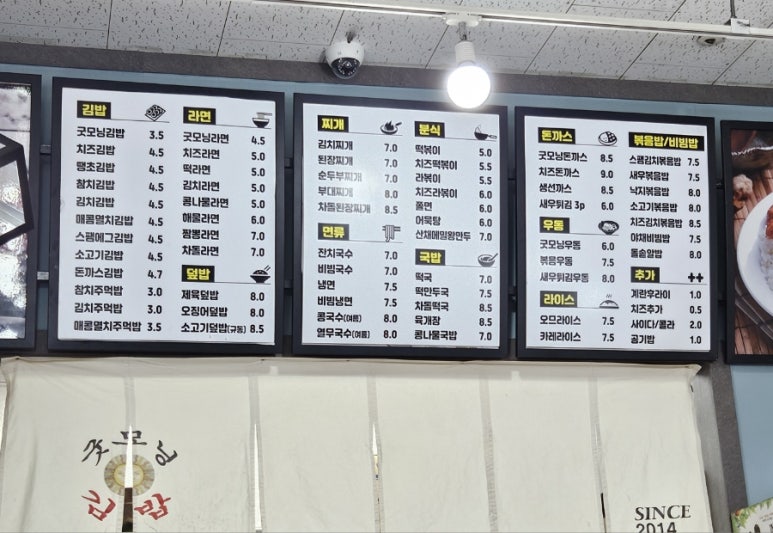 김밥
굿모닝김밥 3.5
치즈김밥 4.5
땡초김밥 4.5
참치김밥 4.5
김치김밥 4.5
매콤멸치김밥 4.5
스팸에그김밥 4.5
소고기김밥 4.5
돈까스김밥 4.7
참치주먹밥 3.0
김치주먹밥 3.0
매콤멸치주먹밥 3.5
라면
굿모닝라면 4.5
치즈라면 5.0
떡라면 5.0
김치라면 5.0
콩나물라면 5.0
해물라면 6.0
짬뽕라면 7.0
차돌라면 7.0
덮밥
제육덮밥 8.0
오징어덮밥 8.0
소고기덮밥(규동) 8.5
찌개
김치찌개 7.0
된장찌개 7.0
순두부찌개 7.0
부대찌개 8.0
차돌된장찌개 8.5
면류
잔치국수 7.0
비빔국수 7.0
냉면 7.5
비빔냉면 7.5
콩국수(여름) 8.0
열무국수(여름) 8.0
분식
떡볶이 5.0
치즈떡볶이 5.5
라볶이 5.5
치즈라볶이 6.0
쫄면 6.0
어묵탕 6.0
산채메밀왕만두 7.0
국밥
떡국 7.0
떡만두국 7.5
차돌떡국 8.5
육개장 8.5
콩나물국밥 7.0
돈까스
굿모닝돈까스 8.5
치즈돈까스 9.0
생선까스 8.5
새우튀김 3p 6.0
우동
굿모닝우동 6.0
볶음우동 7.5
새우튀김우동 8.0
라이스
오므라이스 7.5
카레라이스 7.5
볶음밥/비빔밥
스팸김치볶음밥 7.5
새우볶음밥 7.5
낙지볶음밥 8.0
소고기볶음밥 8.0
치즈김치볶음밥 8.5
야채비빔밥 7.5
돌솥알밥 8.0
추가 ++
계란후라이 1.0
치즈추가 0.5
사이다/콜라 2.0
공기밥 1.0
굿모닝
김밥
SINCE
2014